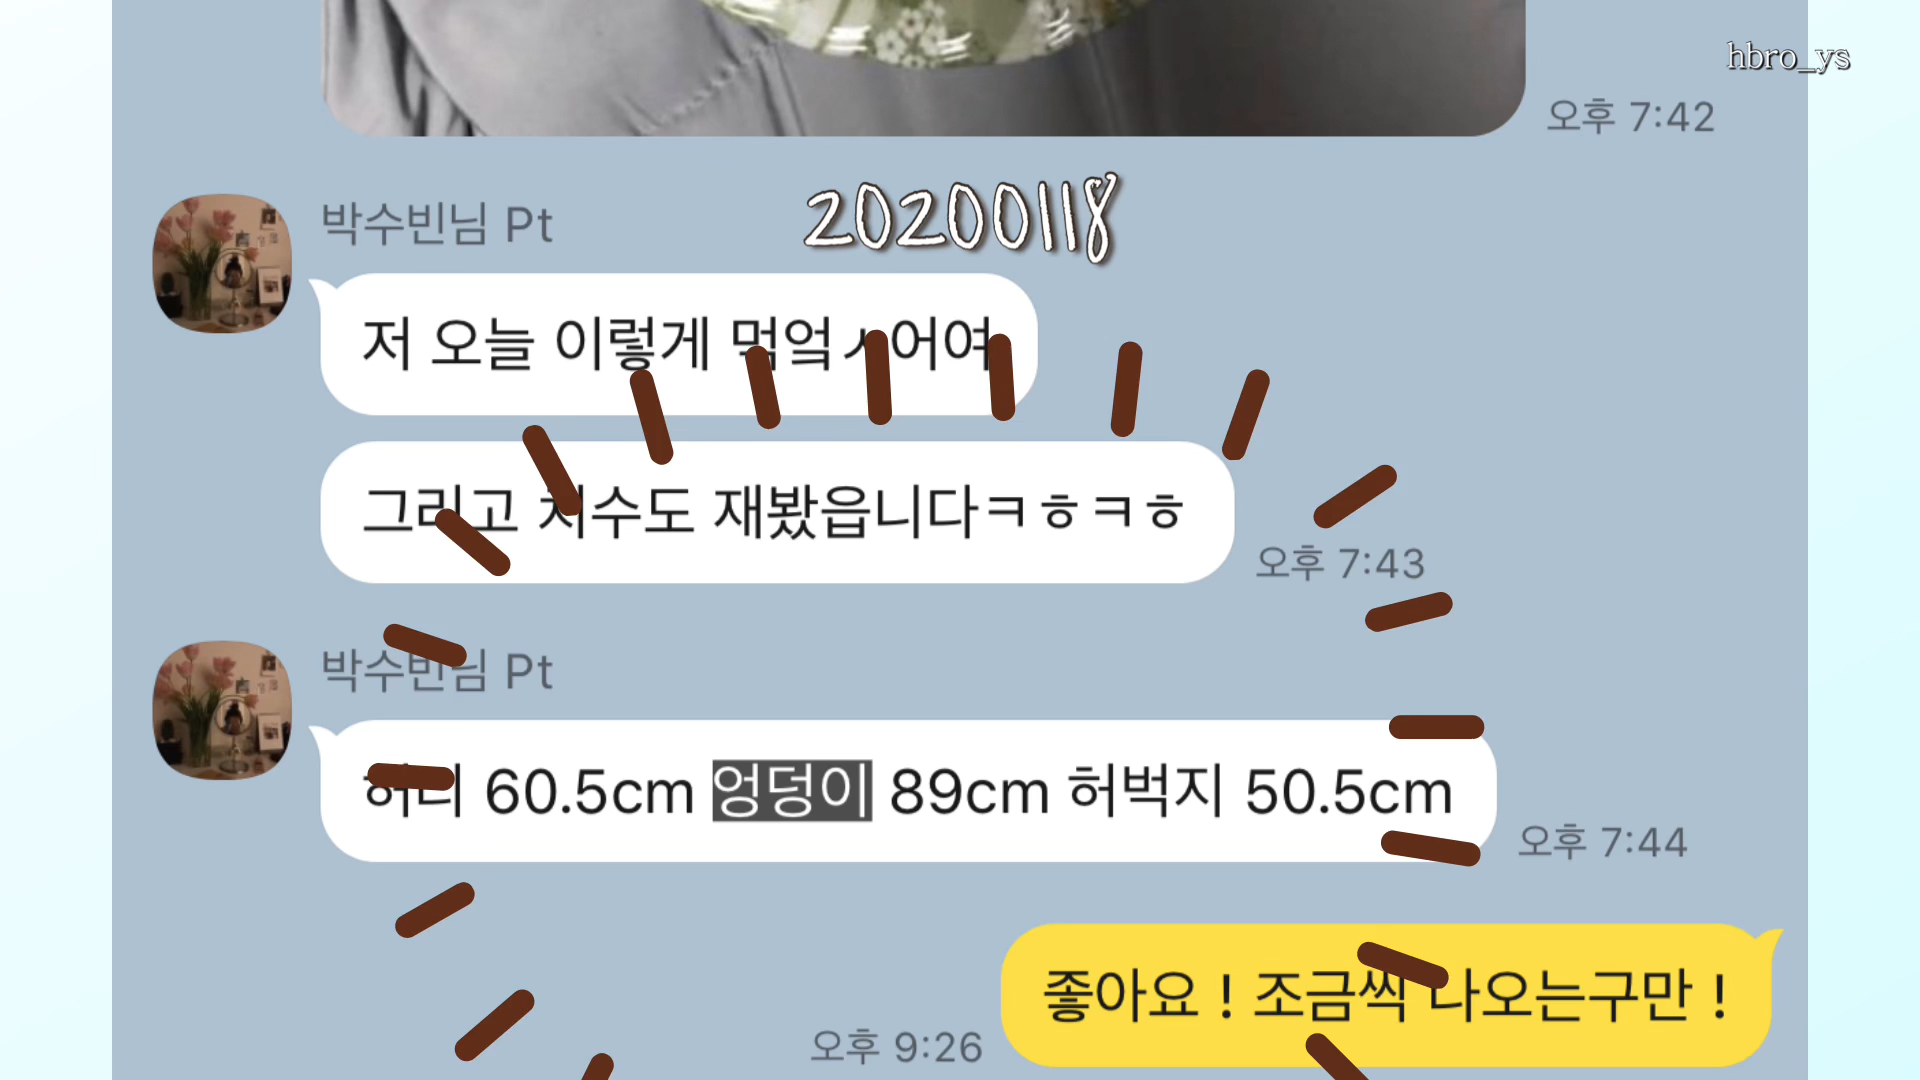 hbro_ys
오후 7:42
20200118
박수빈님 Pt
저 오늘 이렇게 먹엌ㅅ어여
그리고 치수도 재봤읍니다ㅋㅎㅋㅎ
오후 7:43
박수빈님 Pt
허리 60.5cm 엉덩이 89cm 허벅지 50.5cm
오후 7:44
좋아요 ! 조금씩 나오는구만 !
오후 9:26